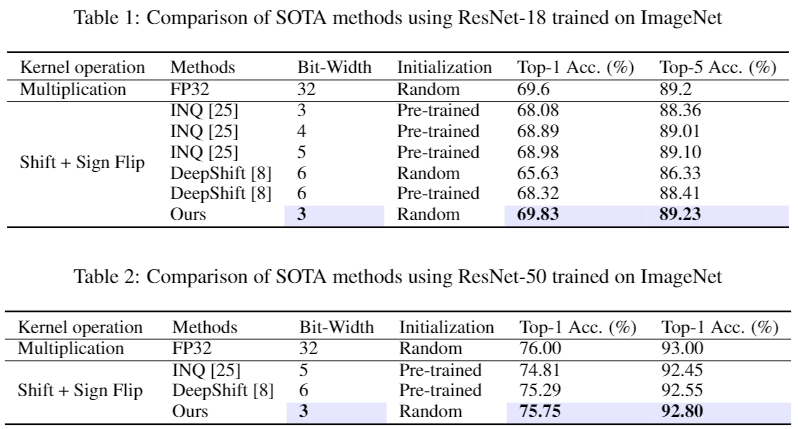 Table 1: Comparison of SOTA methods using ResNet-18 trained on ImageNet
Kernel operation Methods Bit-Width Initialization Top-1 Acc. (%) Top-5 Acc. (%)
Multiplication FP32 32 Random 69.6 89.2
INQ [25] 3 Pre-trained 68.08 88.36
INQ [25] 4 Pre-trained 68.89 89.01
Shift + Sign Flip INQ [25] 5 Pre-trained 68.98 89.10
DeepShift [8] 6 Random 65.63 86.33
DeepShift [8] 6 Pre-trained 68.32 88.41
Ours 3 Random 69.83 89.23
Table 2: Comparison of SOTA methods using ResNet-50 trained on ImageNet
Kernel operation Methods Bit-Width Initialization Top-1 Acc. (%) Top-1 Acc. (%)
Multiplication FP32 32 Random 76.00 93.00
INQ [25] 5 Pre-trained 74.81 92.45
Shift + Sign Flip DeepShift [8] 6 Pre-trained 75.29 92.55
Ours 3 Random 75.75 92.80